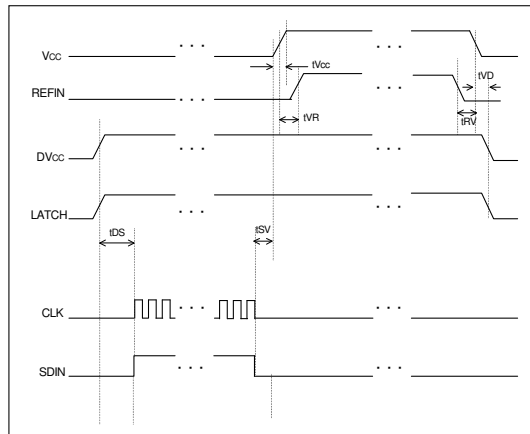 Vcc
tVcc
tVD
REFIN
tVR
tRV
DVcc
LATCH
tDS
tSV
CLK
SDIN